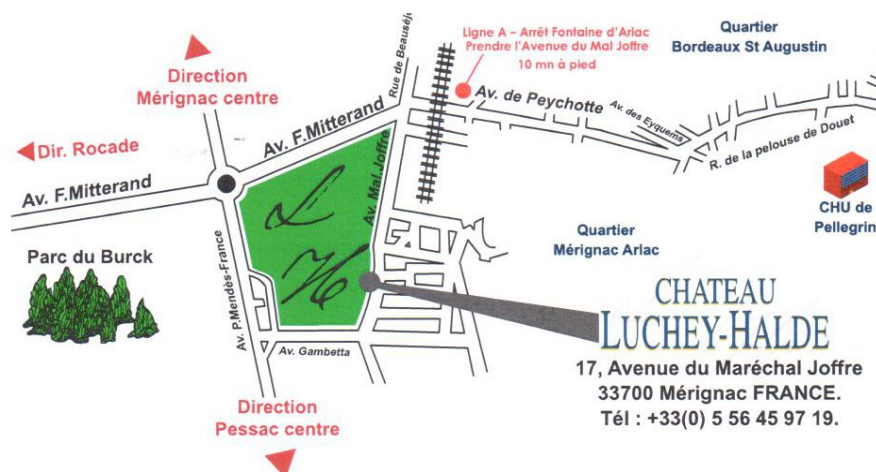 Ligne A – Arrêt Fontaine d'Arlac
Prendre l'Avenue du Mal Joffre
10 mn à pied
Quartier
Bordeaux St Augustin
Direction
Mérignac centre
Rue de Beauséjour
Av. de Peychotte
Av. des Eyquems
R. de la pelouse de Douet
Dir. Rocade
Av. F.Mitterand
Av. F.Mitterand
Av. Mal.Joffre
L
H
CHU de
Pellegrin
Quartier
Mérignac Arlac
Parc du Burck
Av. P.Mendès-France
Av. Gambetta
CHATEAU
LUCHEY-HALDE
17, Avenue du Maréchal Joffre
33700 Mérignac FRANCE.
Tél : +33(0) 5 56 45 97 19.
Direction
Pessac centre